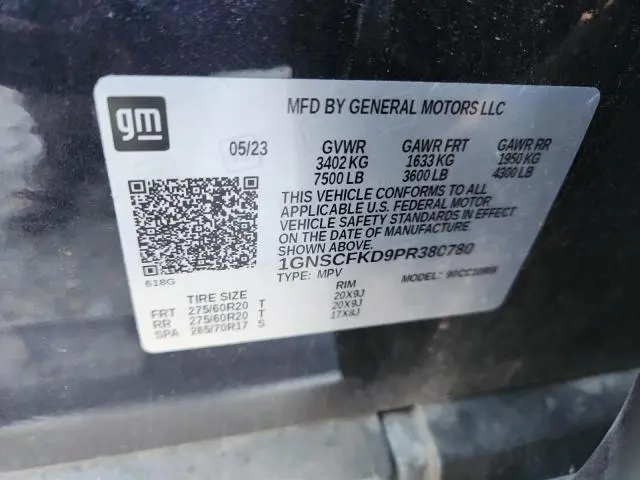 gm
MFD BY GENERAL MOTORS LLC
05/23 GVWR GAWR FRT GAWR RR
3402 KG 1633 KG 1950 KG
7500 LB 3600 LB 4300 LB
THIS VEHICLE CONFORMS TO ALL
APPLICABLE U.S. FEDERAL MOTOR
VEHICLE SAFETY STANDARDS IN EFFECT
ON THE DATE OF MANUFACTURE
SHOWN ABOVE.
1GNSCFKD9PR380780
618G
TYPE: MPV MODEL:
TIRE SIZE RIM
FRT 275/60R20 T 20X9J
RR 275/60R20 T 20X9J
SPA 265/70R17 S 17X8J